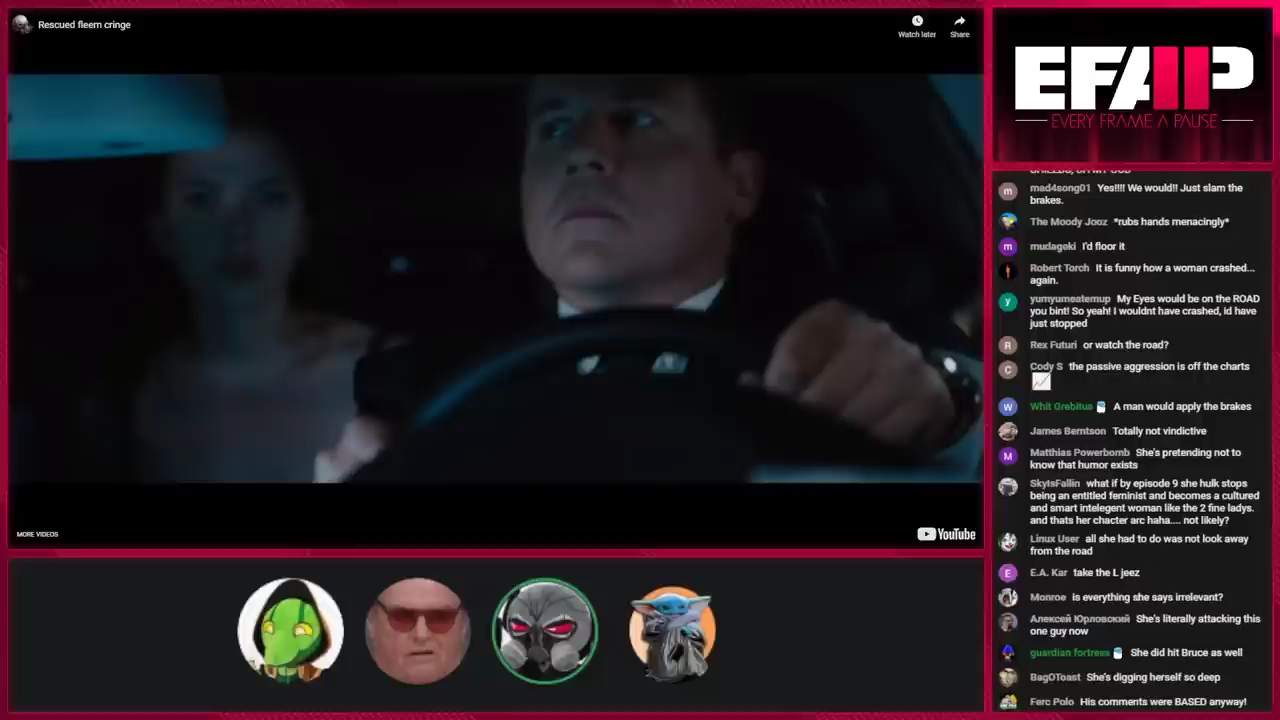 Rescued fleem cringe
Watch later
Share
MORE VIDEOS
YouTube
EFAP
EVERY FRAME A PAUSE
mad4song01 Yes!!!! We would!! Just slam the
brakes.
The Moody Jooz *rubs hands menacingly*
mudageki I'd floor it
Robert Torch It is funny how a woman crashed...
again.
yumyumeatemup My Eyes would be on the ROAD
you bint! So yeah! I wouldnt have crashed, id have
just stopped
Rex Futuri or watch the road?
Cody S the passive aggression is off the charts
Whit Grebitus A man would apply the brakes
James Berntson Totally not vindictive
Matthias Powerbomb She's pretending not to
know that humor exists
SkyIsFallin what if by episode 9 she hulk stops
being an entitled feminist and becomes a cultured
and smart intelegent woman like the 2 fine ladys.
and thats her chacter arc haha.... not likely?
Linux User all she had to do was not look away
from the road
E.A. Kar take the L jeez
Monroe is everything she says irrelevant?
Алексей Юрловский She's literally attacking this
one guy now
guardian fortress She did hit Bruce as well
BagOToast She's digging herself so deep
Ferc Polo His comments were BASED anyway!